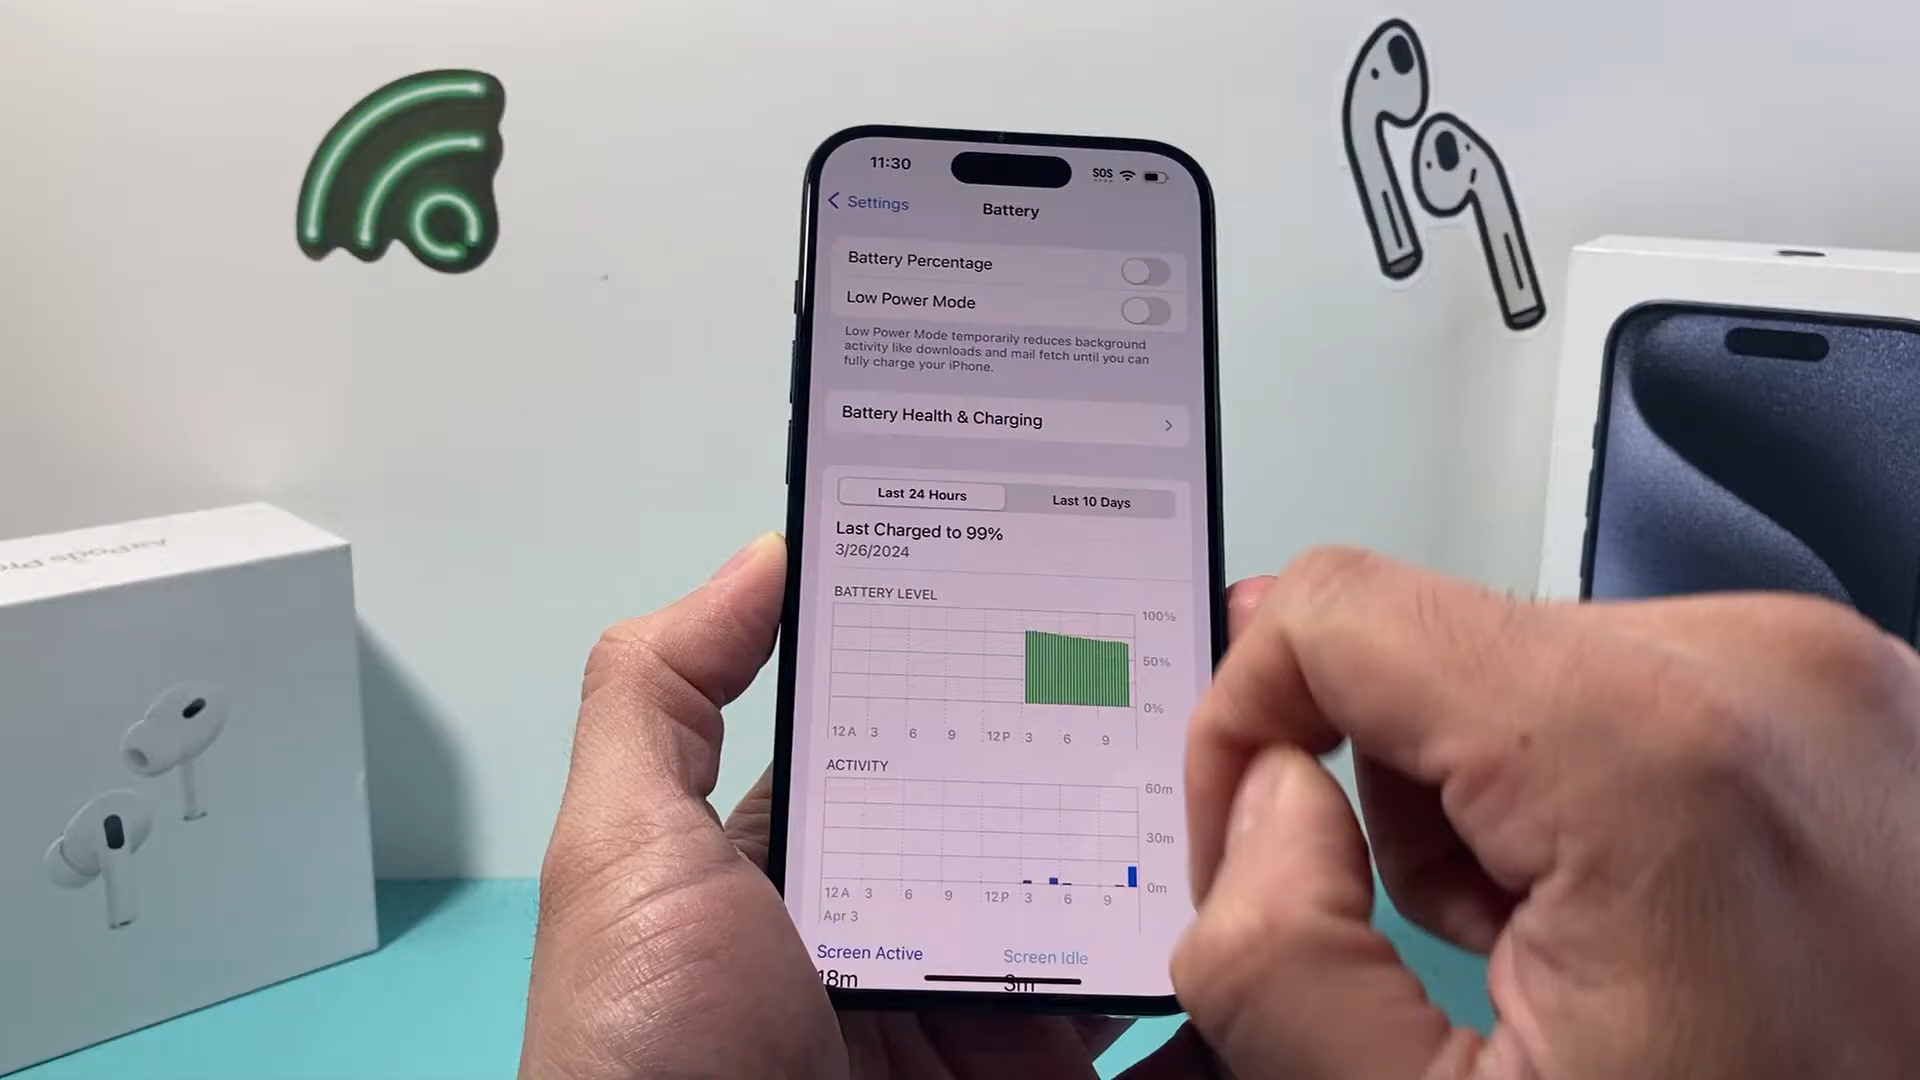 11:30
SOS
Settings
Battery
Battery Percentage
Low Power Mode
Low Power Mode temporarily reduces background
activity like downloads and mail fetch until you can
fully charge your iPhone.
Battery Health & Charging
Last 24 Hours
Last 10 Days
Last Charged to 99%
3/26/2024
BATTERY LEVEL
100%
50%
0%
12 A 3 6 9 12 P 3 6 9
ACTIVITY
60m
30m
0m
12 A 3 6 9 12 P 3 6 9
Apr 3
Screen Active
Screen Idle
18m
3m
AirPods Pro